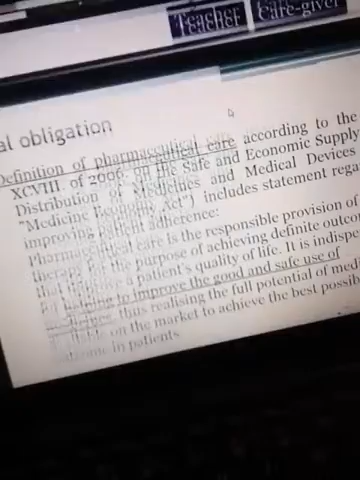 Teacher Care-giver
al obligation
Definition of pharmaceutical care according to the
XCVIII. of 2006. on the Safe and Economic Supply
Distribution of Medicines and Medical Devices
"Medicine Economy Act") includes statement rega
improving patient adherence:
Pharmaceutical care is the responsible provision of
therapy for the purpose of achieving definite outco
that improve a patient's quality of life. It is indispe
helping to improve the good and safe use of
medicines, thus realising the full potential of medi
on the market to achieve the best possib
in patients